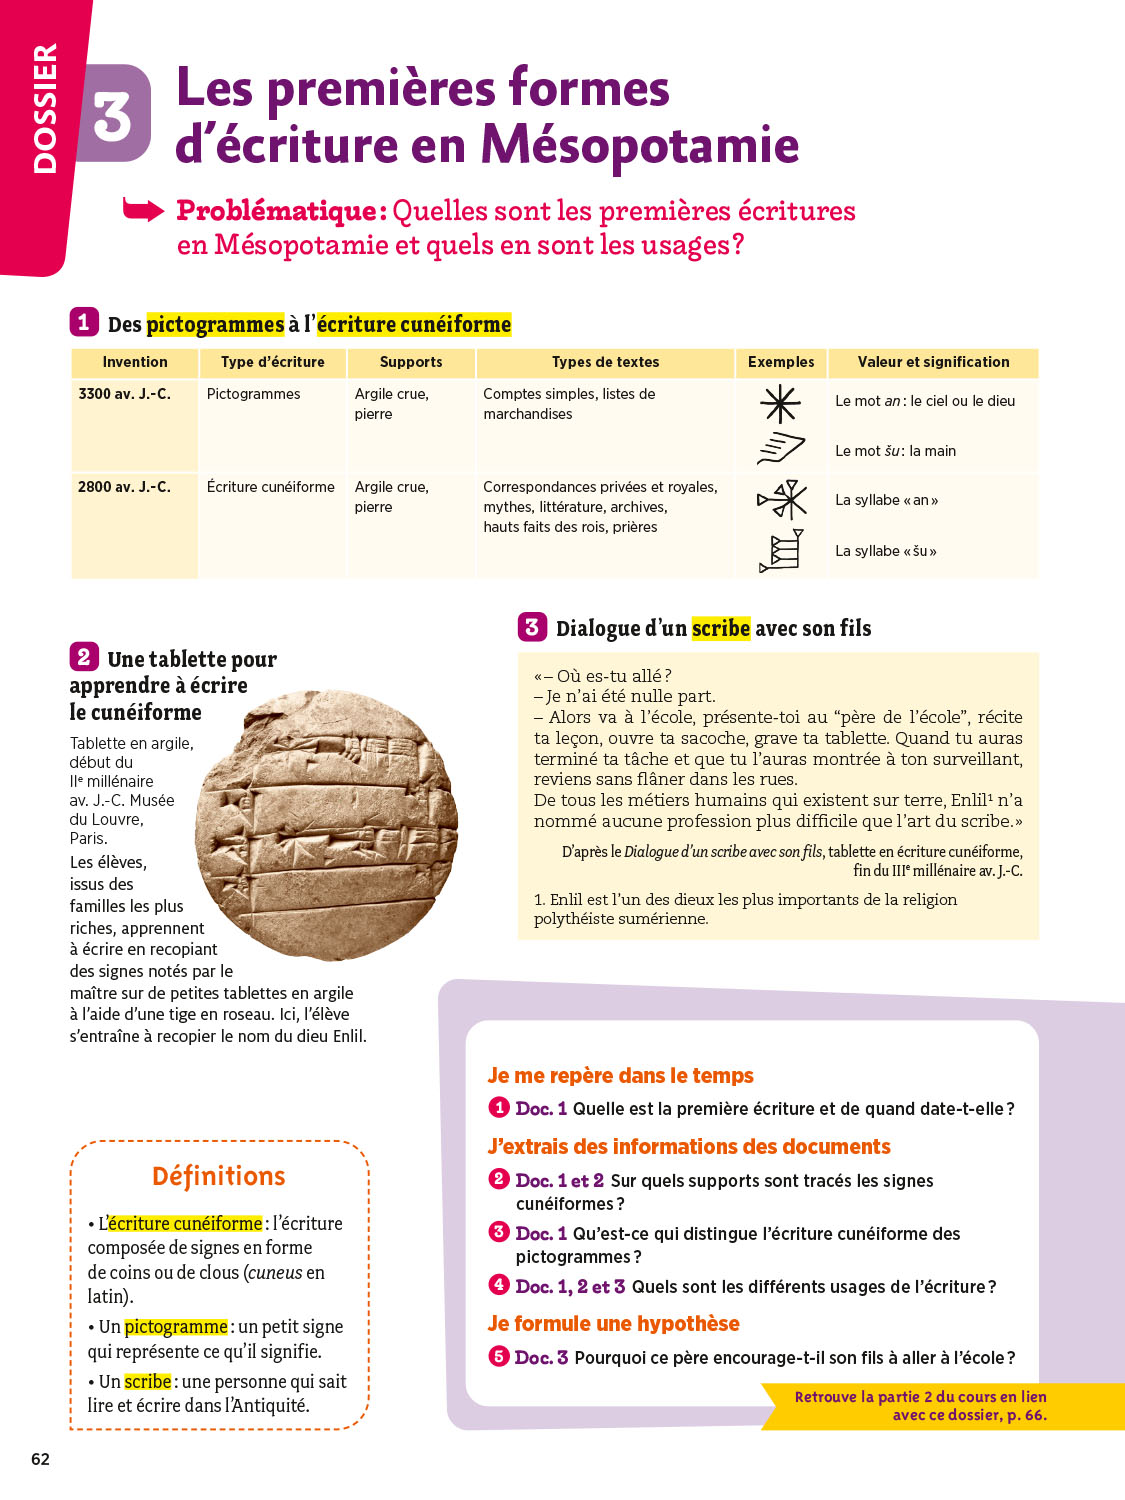 DOSSIER
3
Les premières formes
d'écriture en Mésopotamie
Problématique : Quelles sont les premières écritures
en Mésopotamie et quels en sont les usages ?
1 Des pictogrammes à l'écriture cunéiforme
Invention Type d'écriture Supports Types de textes Exemples Valeur et signification
3300 av. J.-C. Pictogrammes Argile crue, pierre Comptes simples, listes de marchandises Le mot an : le ciel ou le dieu
Le mot šu : la main
2800 av. J.-C. Écriture cunéiforme Argile crue, pierre Correspondances privées et royales, mythes, littérature, archives, hauts faits des rois, prières La syllabe « an »
La syllabe « šu »
2 Une tablette pour
apprendre à écrire
le cunéiforme
Tablette en argile,
début du
IIe millénaire
av. J.-C. Musée
du Louvre,
Paris.
Les élèves,
issus des
familles les plus
riches, apprennent
à écrire en recopiant
des signes notés par le
maître sur de petites tablettes en argile
à l'aide d'une tige en roseau. Ici, l'élève
s'entraîne à recopier le nom du dieu Enlil.
3 Dialogue d'un scribe avec son fils
« – Où es-tu allé ?
– Je n'ai été nulle part.
– Alors va à l'école, présente-toi au “père de l'école”, récite
ta leçon, ouvre ta sacoche, grave ta tablette. Quand tu auras
terminé ta tâche et que tu l'auras montrée à ton surveillant,
reviens sans flâner dans les rues.
De tous les métiers humains qui existent sur terre, Enlil¹ n'a
nommé aucune profession plus difficile que l'art du scribe. »
D'après le Dialogue d'un scribe avec son fils, tablette en écriture cunéiforme,
fin du IIIe millénaire av. J.-C.
1. Enlil est l'un des dieux les plus importants de la religion
polythéiste sumérienne.
Définitions
• L'écriture cunéiforme : l'écriture
composée de signes en forme
de coins ou de clous (cuneus en
latin).
• Un pictogramme : un petit signe
qui représente ce qu'il signifie.
• Un scribe : une personne qui sait
lire et écrire dans l'Antiquité.
Je me repère dans le temps
1 Doc. 1 Quelle est la première écriture et de quand date-t-elle ?
J'extrais des informations des documents
2 Doc. 1 et 2 Sur quels supports sont tracés les signes
cunéiformes ?
3 Doc. 1 Qu'est-ce qui distingue l'écriture cunéiforme des
pictogrammes ?
4 Doc. 1, 2 et 3 Quels sont les différents usages de l'écriture ?
Je formule une hypothèse
5 Doc. 3 Pourquoi ce père encourage-t-il son fils à aller à l'école ?
Retrouve la partie 2 du cours en lien
avec ce dossier, p. 66.
62